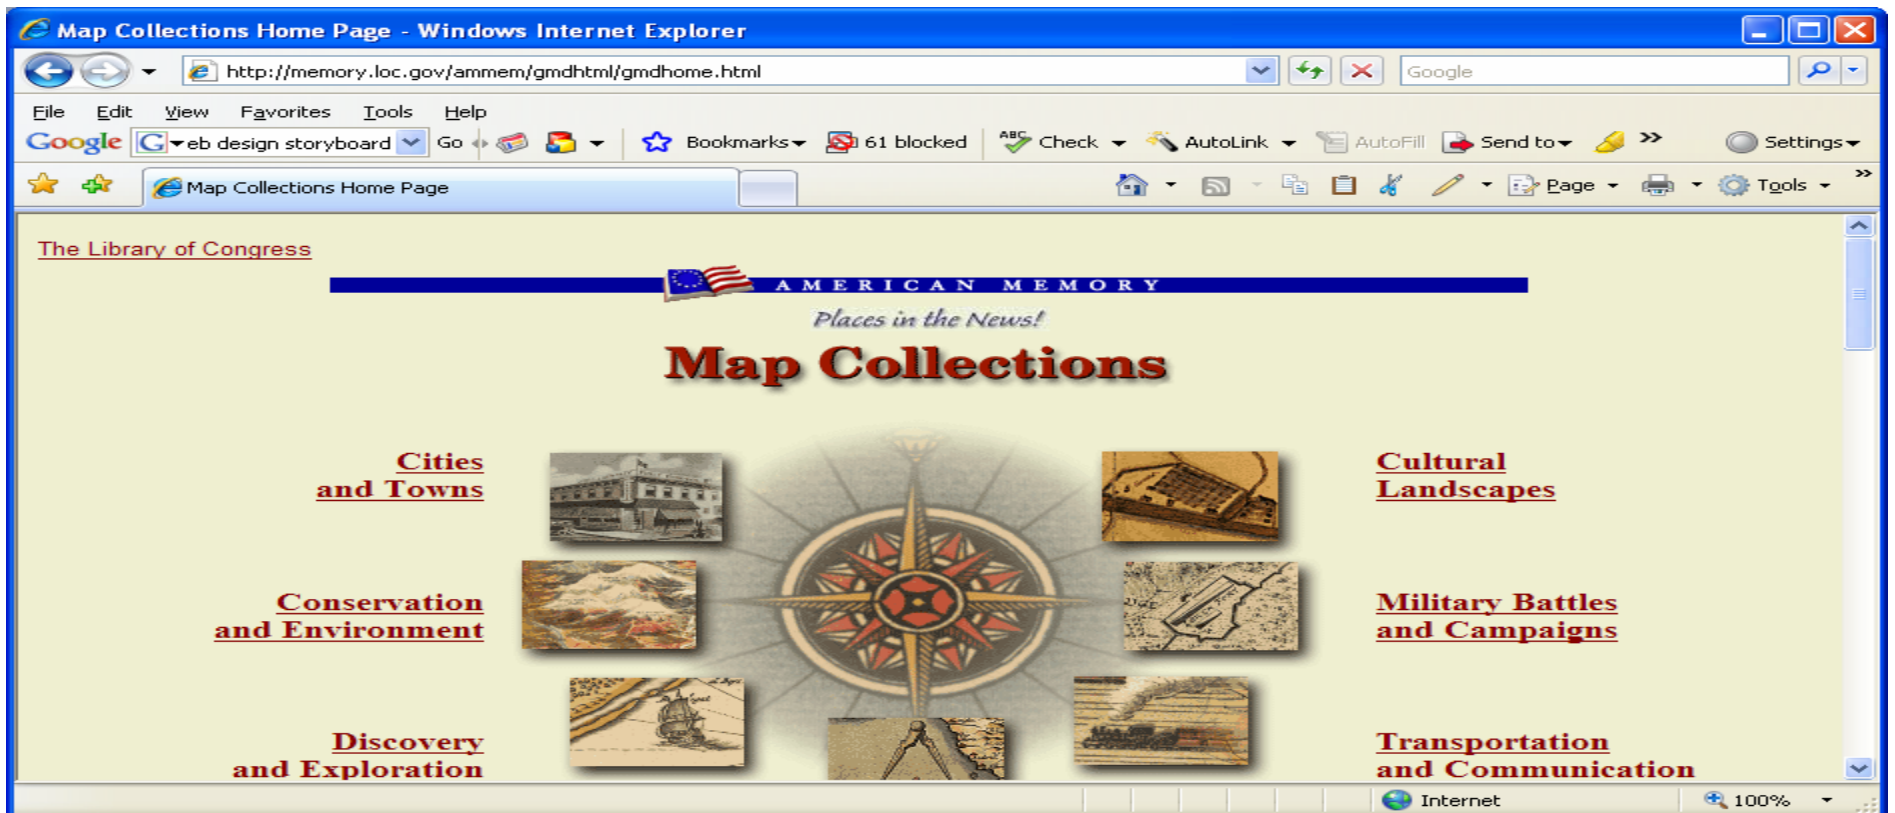 Map Collections Home Page - Windows Internet Explorer
http://memory.loc.gov/ammem/gmdhtml/gmdhome.html
Google
File Edit View Favorites Tools Help
Google G eb design storyboard Go Bookmarks 61 blocked ABC Check AutoLink AutoFill Send to >> Settings
Map Collections Home Page Page Tools >>
The Library of Congress
AMERICAN MEMORY
Places in the News!
Map Collections
Cities
and Towns
Cultural
Landscapes
Conservation
and Environment
Military Battles
and Campaigns
Discovery
and Exploration
Transportation
and Communication
Internet 100%